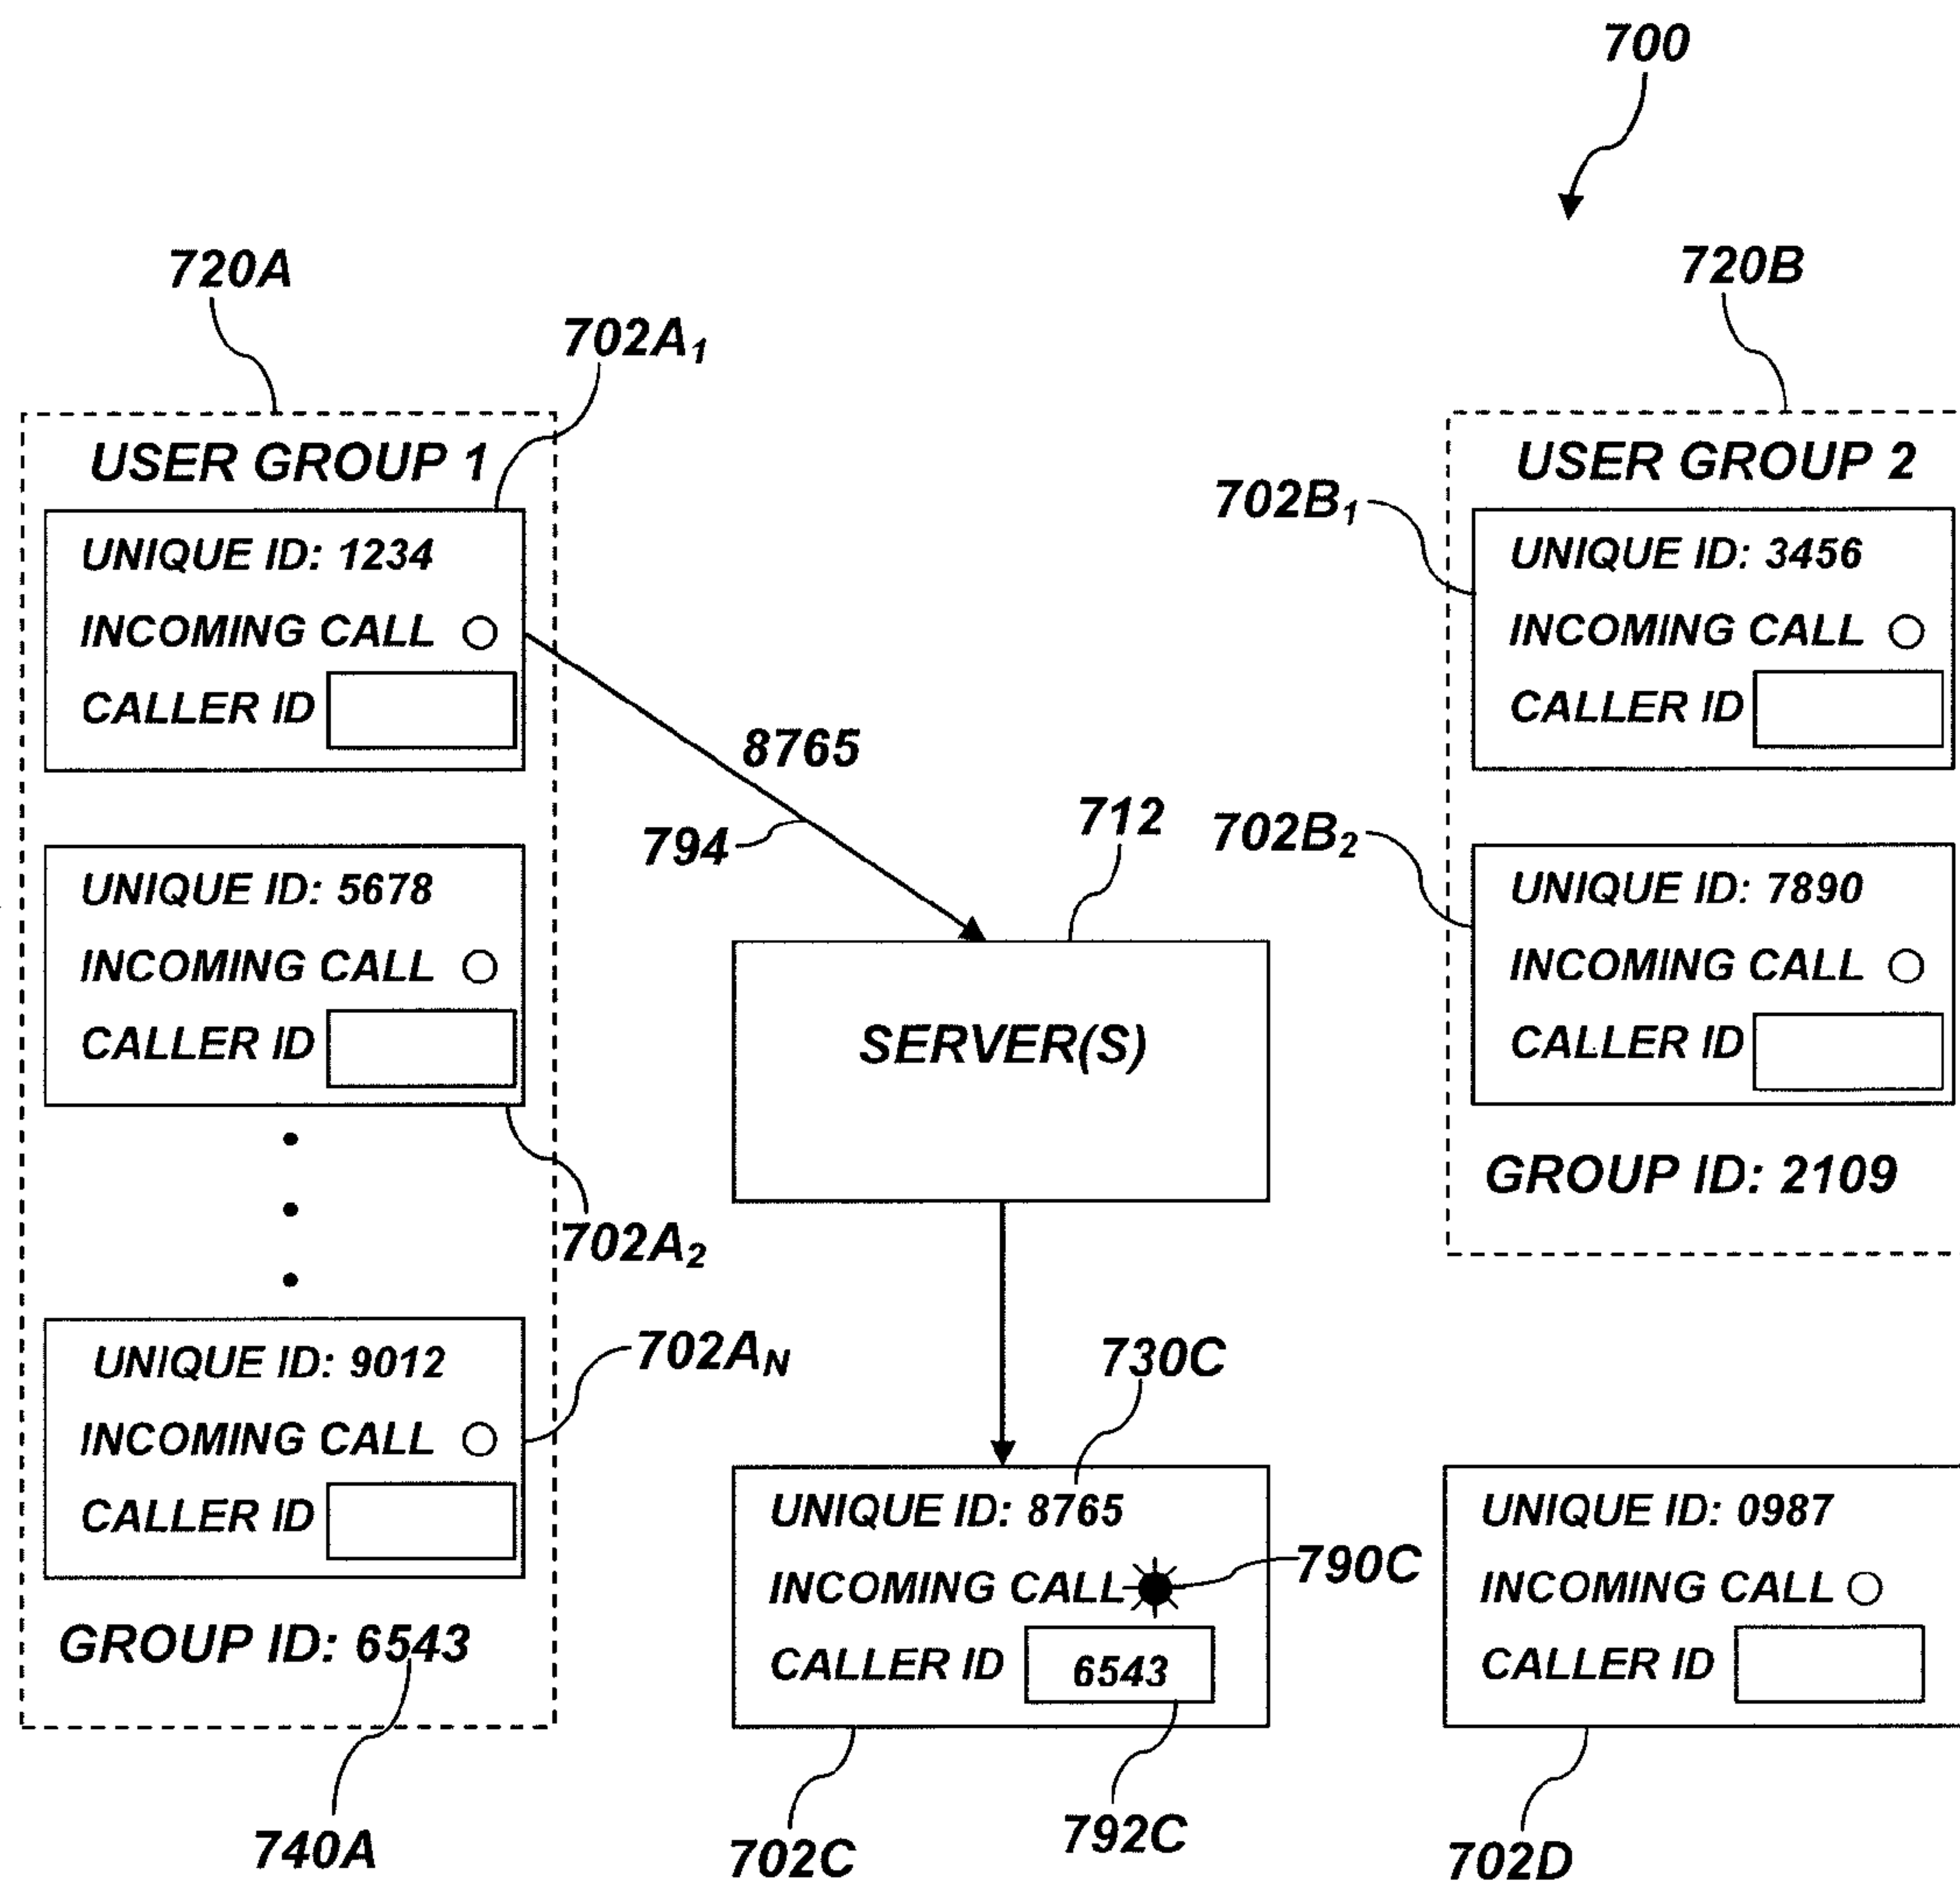 700
720A
720B
702A1
USER GROUP 1
UNIQUE ID: 1234
INCOMING CALL
CALLER ID
8765
794
712
UNIQUE ID: 5678
INCOMING CALL
CALLER ID
702A2
UNIQUE ID: 9012
INCOMING CALL
CALLER ID
702AN
GROUP ID: 6543
740A
SERVER(S)
730C
UNIQUE ID: 8765
INCOMING CALL
790C
CALLER ID 6543
702C
792C
USER GROUP 2
702B1
UNIQUE ID: 3456
INCOMING CALL
CALLER ID
702B2
UNIQUE ID: 7890
INCOMING CALL
CALLER ID
GROUP ID: 2109
UNIQUE ID: 0987
INCOMING CALL
CALLER ID
702D